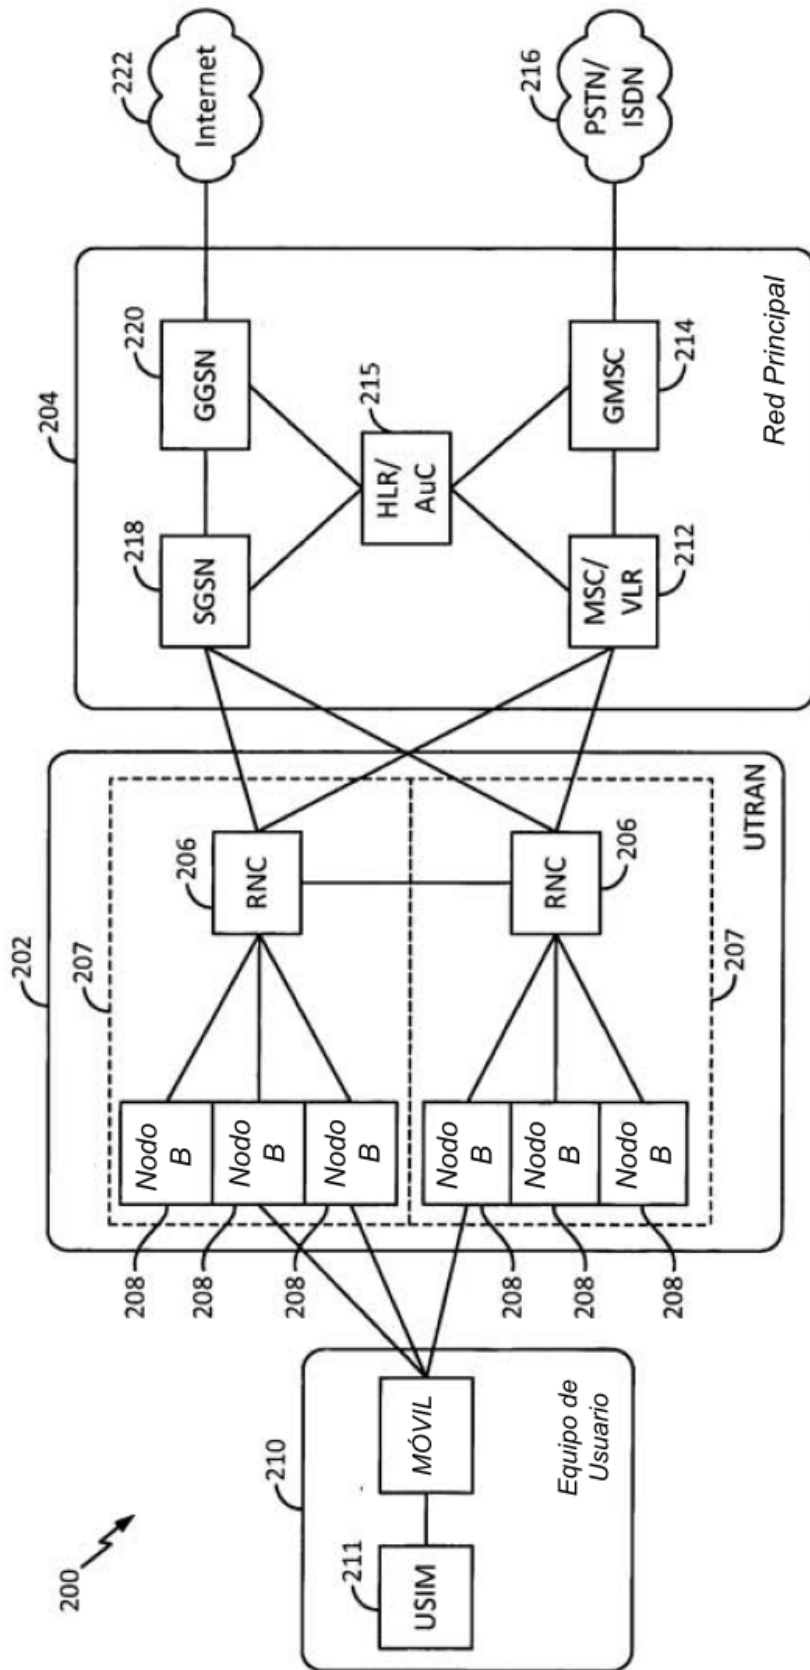 200
210
211
USIM
MÓVIL
Equipo de
Usuario
202
207
208
Nodo
B
208
Nodo
B
208
Nodo
B
206
RNC
208
Nodo
B
208
Nodo
B
208
Nodo
B
RNC
206
207
UTRAN
204
218
SGSN
220
GGSN
215
HLR/
AuC
MSC/
VLR
212
GMSC
214
Red Principal
222
Internet
216
PSTN/
ISDN